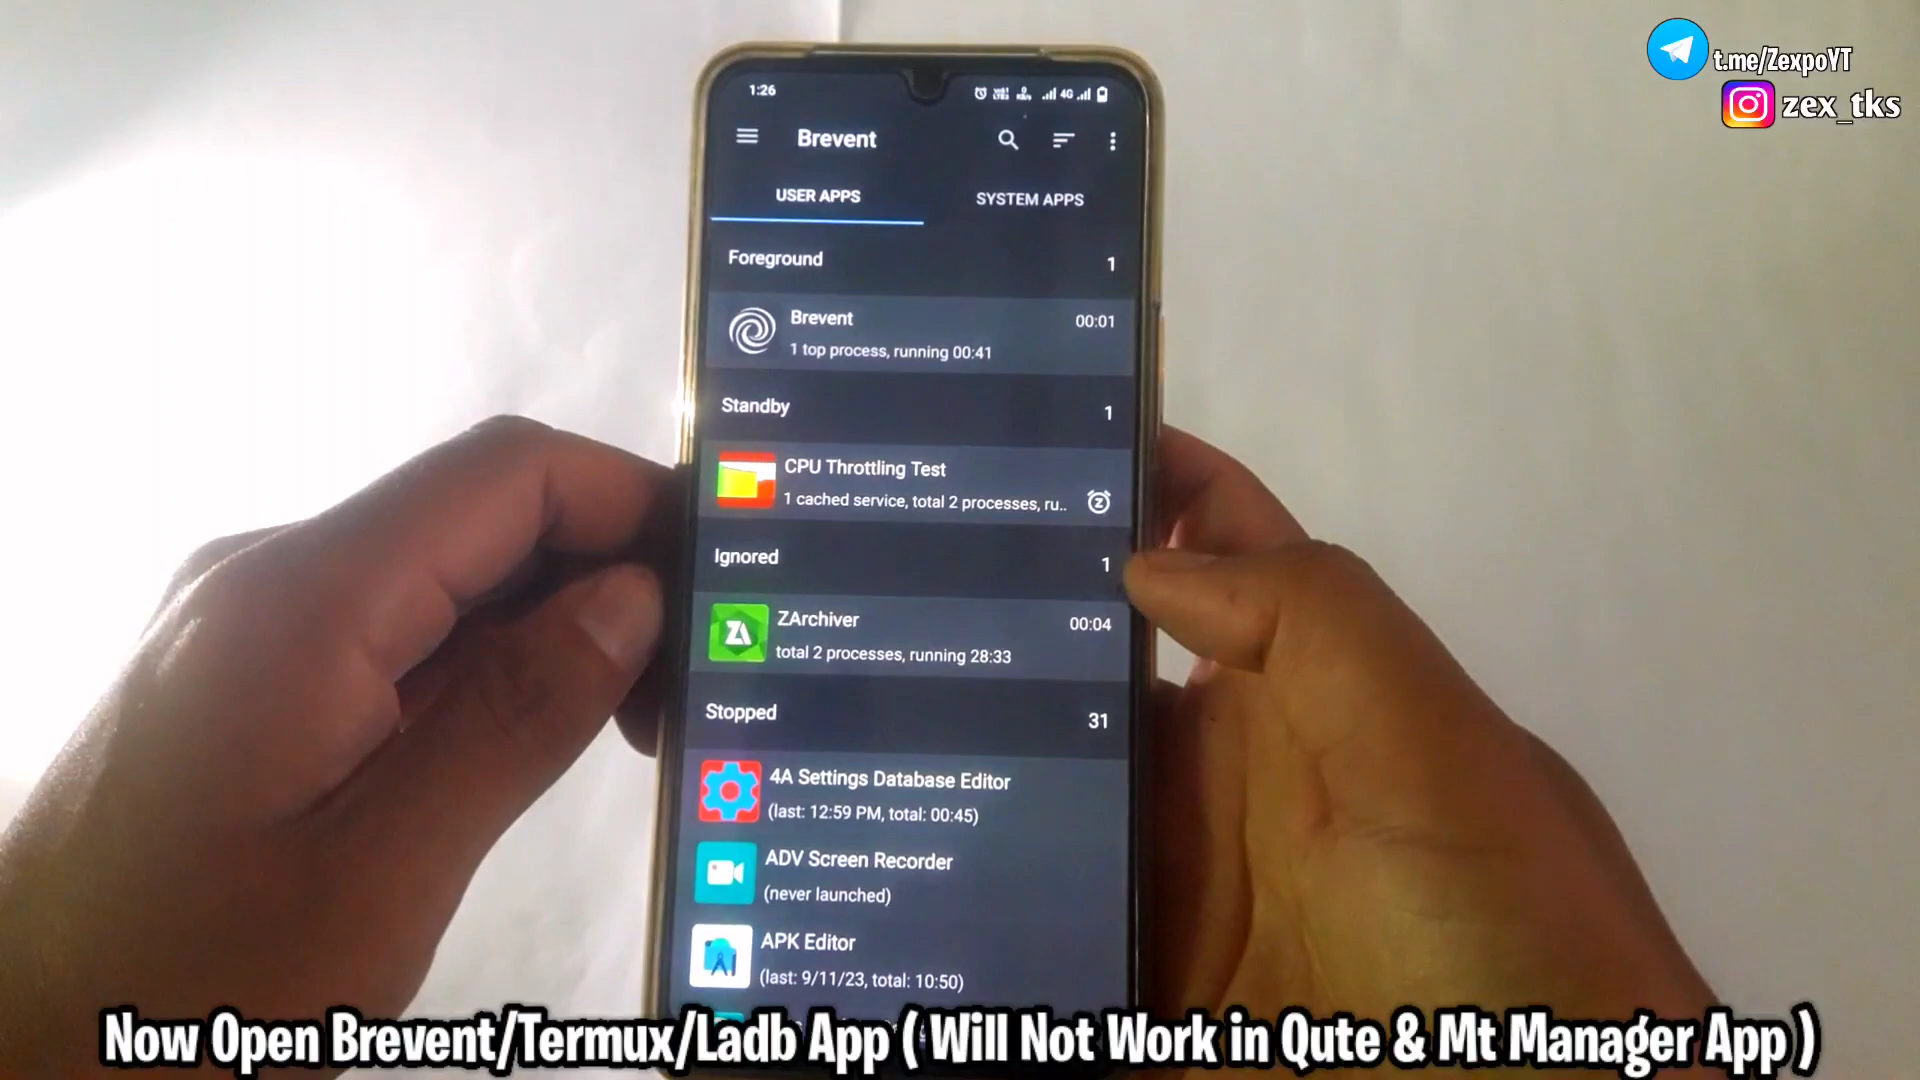 t.me/ZexpoYT
zex_tks
1:26
4G
Brevent
USER APPS
SYSTEM APPS
Foreground
1
Brevent
00:01
1 top process, running 00:41
Standby
1
CPU Throttling Test
1 cached service, total 2 processes, ru..
Ignored
1
ZArchiver
00:04
total 2 processes, running 28:33
Stopped
31
4A Settings Database Editor
(last: 12:59 PM, total: 00:45)
ADV Screen Recorder
(never launched)
APK Editor
(last: 9/11/23, total: 10:50)
Now Open Brevent/Termux/Ladb App ( Will Not Work in Qute & Mt Manager App )